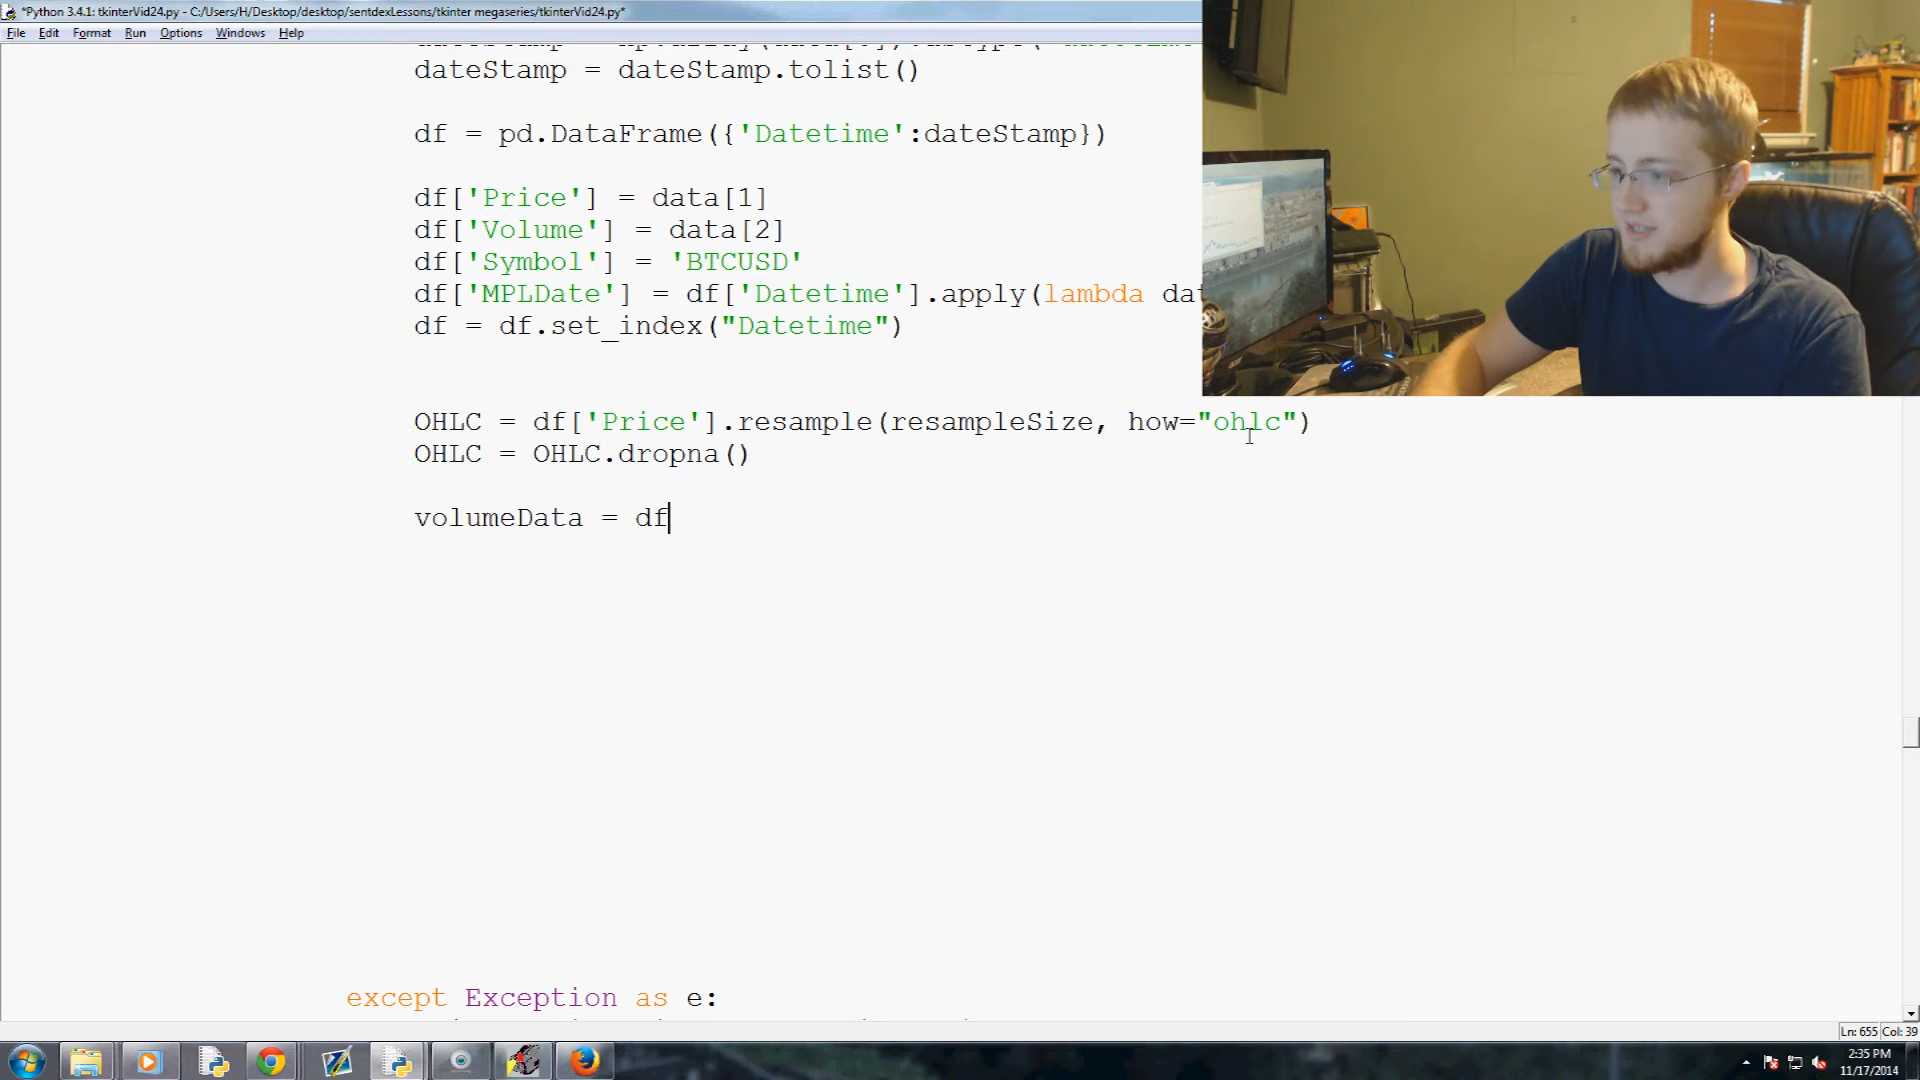 *Python 3.4.1: tkinterVid24.py - C:/Users/H/Desktop/desktop/sentdexLessons/tkinter megaseries/tkinterVid24.py*
File Edit Format Run Options Windows Help
dateStamp = dateStamp.tolist()
df = pd.DataFrame({'Datetime':dateStamp})
df['Price'] = data[1]
df['Volume'] = data[2]
df['Symbol'] = 'BTCUSD'
df['MPLDate'] = df['Datetime'].apply(lambda dat
df = df.set_index("Datetime")
OHLC = df['Price'].resample(resampleSize, how="ohlc")
OHLC = OHLC.dropna()
volumeData = df
except Exception as e:
Ln: 655 Col: 39
2:35 PM
11/17/2014